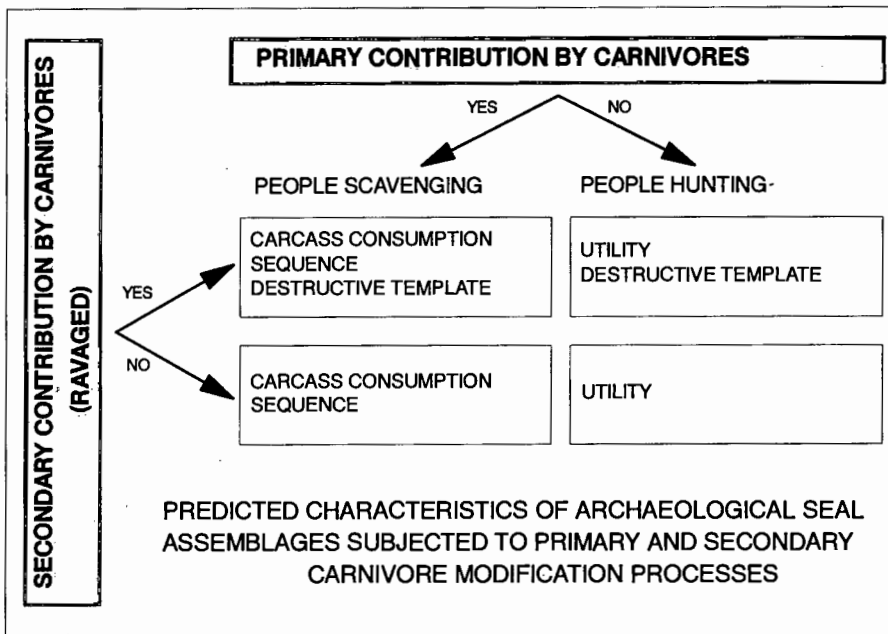 PRIMARY CONTRIBUTION BY CARNIVORES
YES
NO
PEOPLE SCAVENGING
PEOPLE HUNTING
SECONDARY CONTRIBUTION BY CARNIVORES
(RAVAGED)
YES
NO
CARCASS CONSUMPTION
SEQUENCE
DESTRUCTIVE TEMPLATE
UTILITY
DESTRUCTIVE TEMPLATE
CARCASS CONSUMPTION
SEQUENCE
UTILITY
PREDICTED CHARACTERISTICS OF ARCHAEOLOGICAL SEAL
ASSEMBLAGES SUBJECTED TO PRIMARY AND SECONDARY
CARNIVORE MODIFICATION PROCESSES